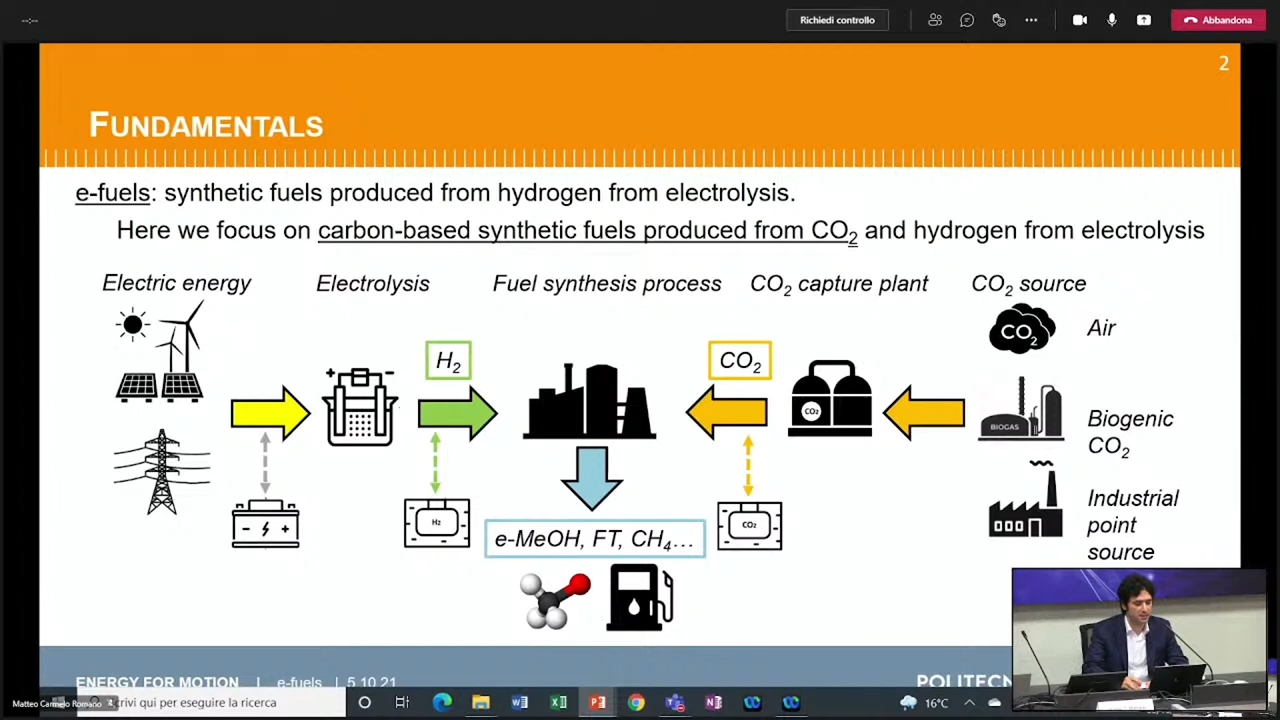 --:--
Richiedi controllo
Abbandona
2
FUNDAMENTALS
e-fuels: synthetic fuels produced from hydrogen from electrolysis.
Here we focus on carbon-based synthetic fuels produced from CO2 and hydrogen from electrolysis
Electric energy
Electrolysis
Fuel synthesis process
CO2 capture plant
CO2 source
H2
CO2
CO2
Air
CO2
BIOGAS
Biogenic
CO2
H2
CO2
Industrial
point
source
e-MeOH, FT, CH4…
ENERGY FOR MOTION | e-fuels | 5.10.21
POLITECN
Matteo Carmelo Romano
crivi qui per eseguire la ricerca
16°C